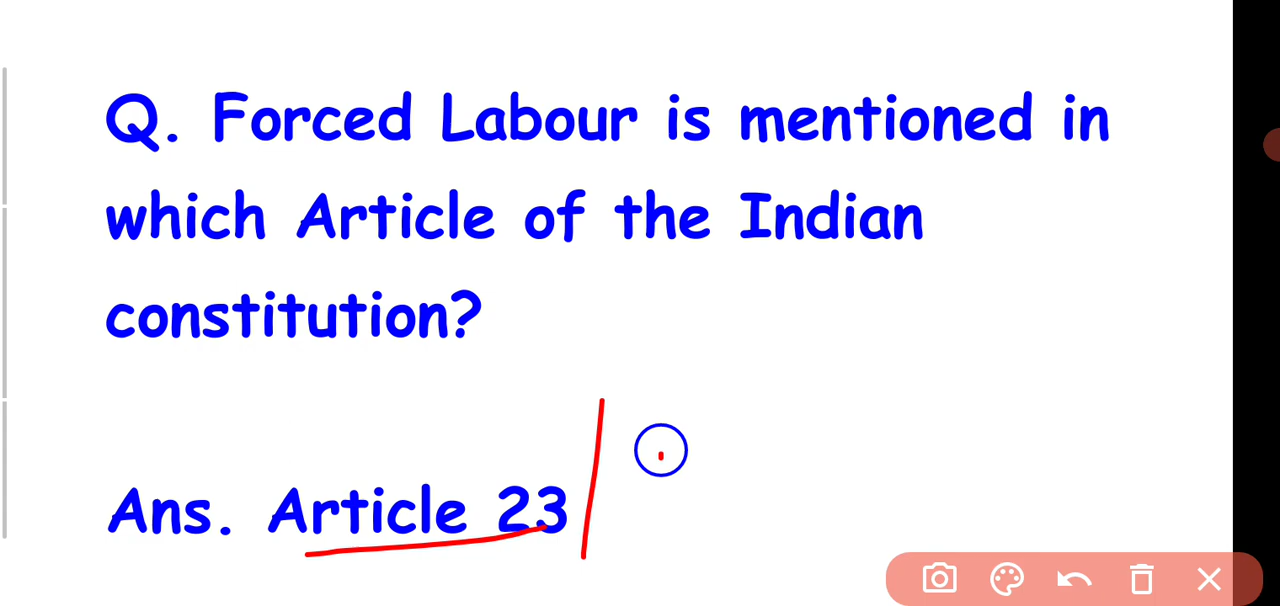 Q. Forced Labour is mentioned in
which Article of the Indian
constitution?
Ans. Article 23